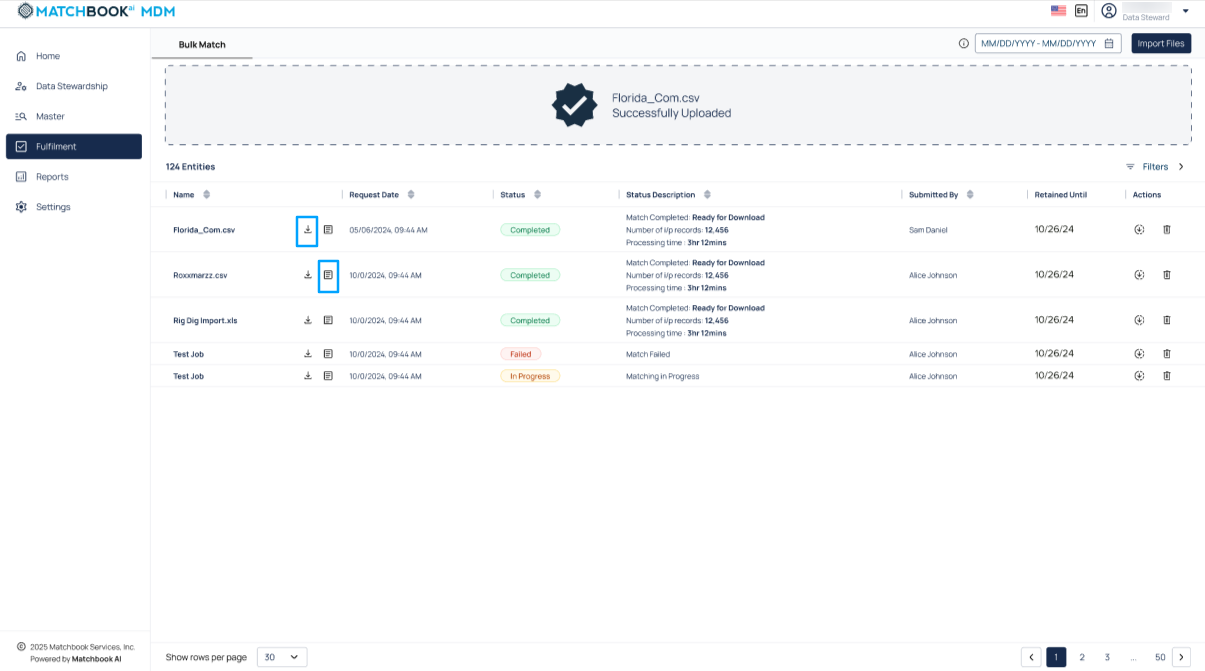 MATCHBOOK ai MDM
En
Data Steward
Home
Data Stewardship
Master
Fulfilment
Reports
Settings
Bulk Match
MM/DD/YYYY - MM/DD/YYYY
Import Files
Florida_Com.csv
Successfully Uploaded
124 Entities
Filters
Name Request Date Status Status Description Submitted By Retained Until Actions
Match Completed: Ready for Download
Florida_Com.csv 05/06/2024, 09:44 AM Completed Number of i/p records: 12,456 Sam Daniel 10/26/24
Processing time : 3hr 12mins
Match Completed: Ready for Download
Roxxmarzz.csv 10/0/2024, 09:44 AM Completed Number of i/p records: 12,456 Alice Johnson 10/26/24
Processing time : 3hr 12mins
Match Completed: Ready for Download
Rig Dig Import.xls 10/0/2024, 09:44 AM Completed Number of i/p records: 12,456 Alice Johnson 10/26/24
Processing time : 3hr 12mins
Test Job 10/0/2024, 09:44 AM Failed Match Failed Alice Johnson 10/26/24
Test Job 10/0/2024, 09:44 AM In Progress Matching in Progress Alice Johnson 10/26/24
© 2025 Matchbook Services, Inc.
Powered by Matchbook AI
Show rows per page 30
1 2 3 ... 50